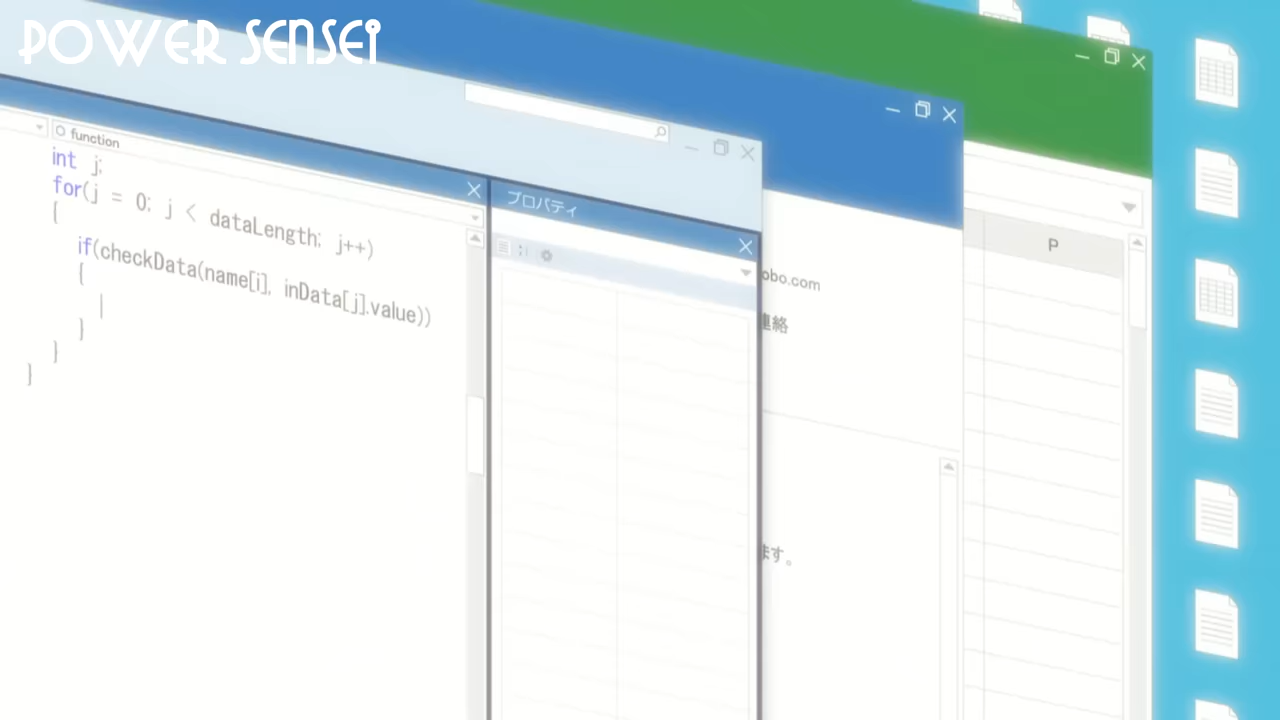 POWER SENSEI
function
int j;
for(j = 0; j < dataLength; j++)
{
if(checkData(name[i], inData[j].value))
{
}
}
}
プロパティ
obo.com
連絡
ます。
P